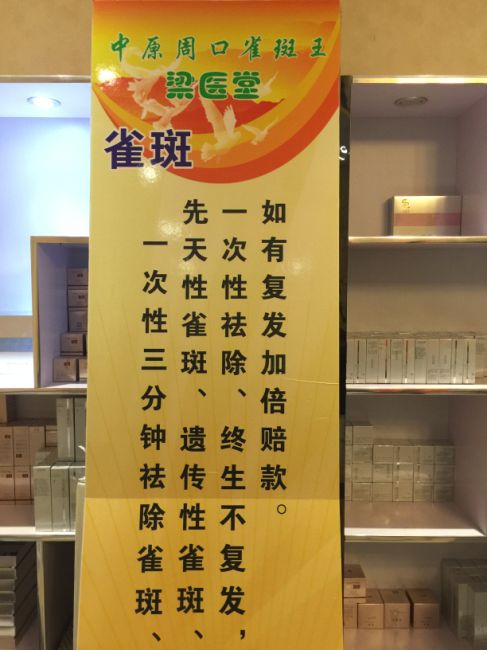 中原周口雀斑王
梁医堂
雀斑
一次性三分钟祛除雀斑、
先天性雀斑、遗传性雀斑、
一次性祛除、终生不复发，
如有复发加倍赔款。